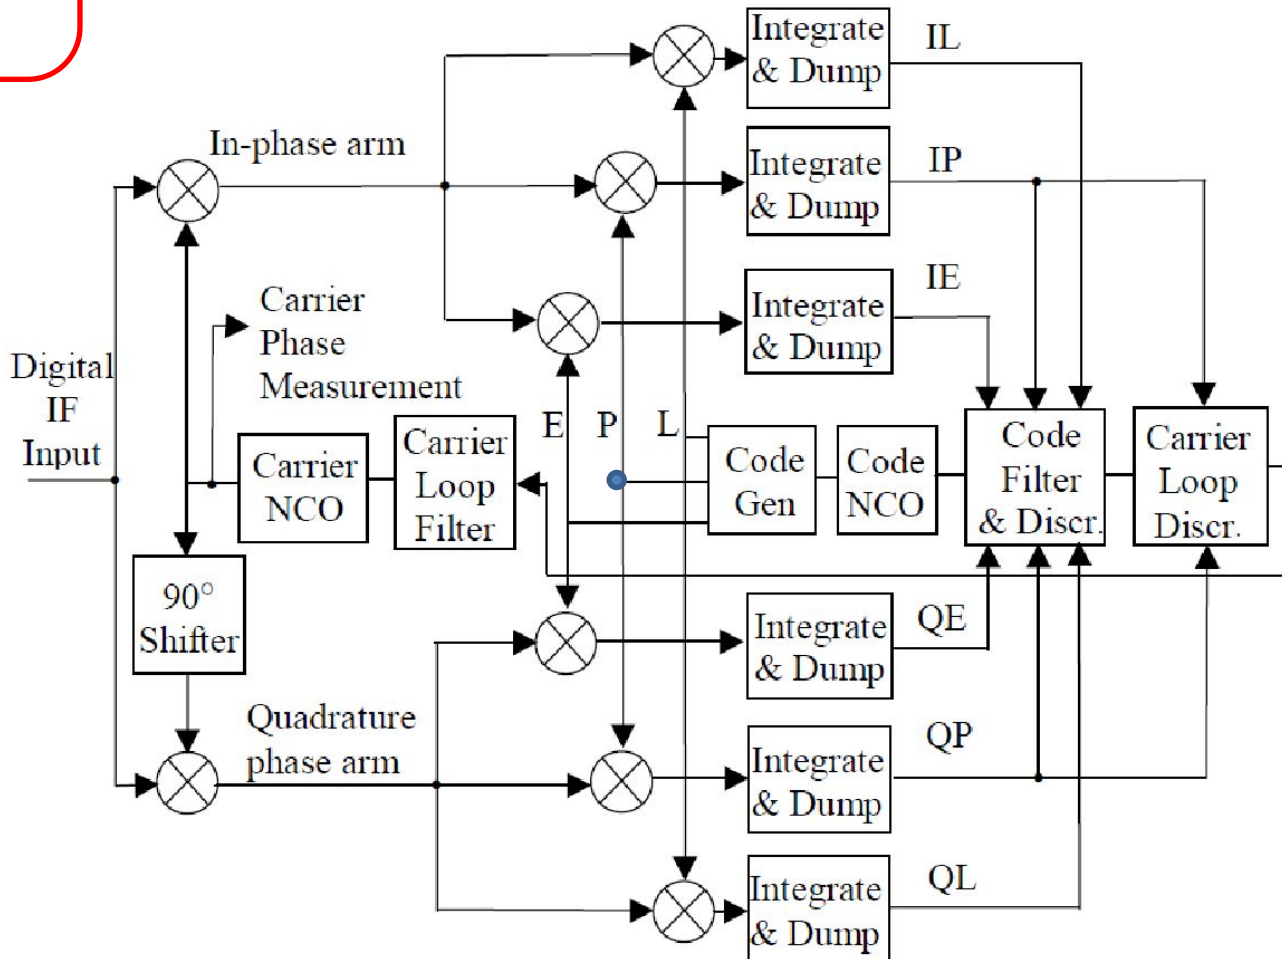 Integrate
& Dump
IL
In-phase arm
Integrate
& Dump
IP
Carrier
Phase
Measurement
Integrate
& Dump
IE
Digital
IF
Input
E
P
L
Carrier
NCO
Carrier
Loop
Filter
Code
Gen
Code
NCO
Code
Filter
& Discr.
Carrier
Loop
Discr.
90°
Shifter
Integrate
& Dump
QE
Quadrature
phase arm
Integrate
& Dump
QP
Integrate
& Dump
QL